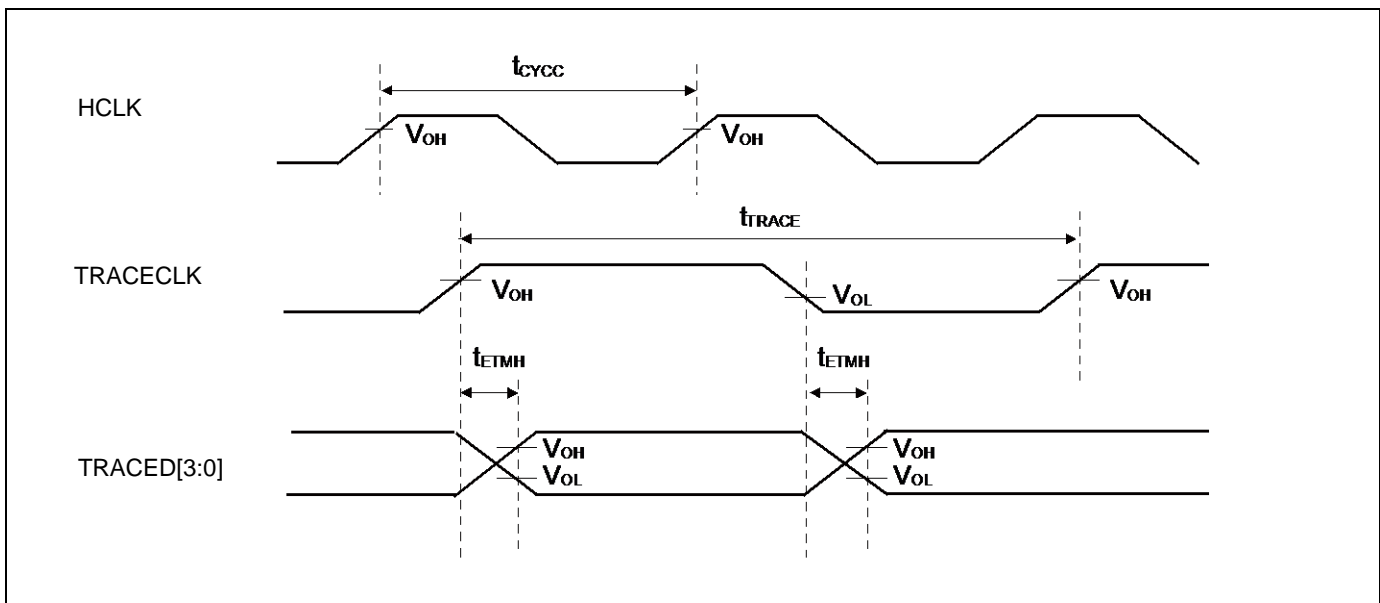 tCYCC
HCLK
VOH VOH
tTRACE
TRACECLK
VOH VOL VOH
tETMH tETMH
TRACED[3:0]
VOH VOH
VOL VOL